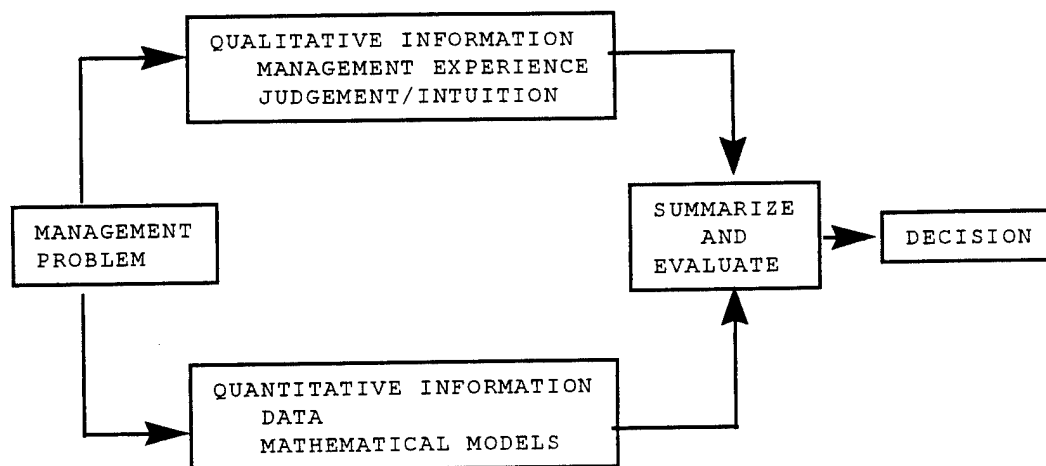 QUALITATIVE INFORMATION
MANAGEMENT EXPERIENCE
JUDGEMENT/INTUITION
MANAGEMENT
PROBLEM
QUANTITATIVE INFORMATION
DATA
MATHEMATICAL MODELS
SUMMARIZE
AND
EVALUATE
DECISION